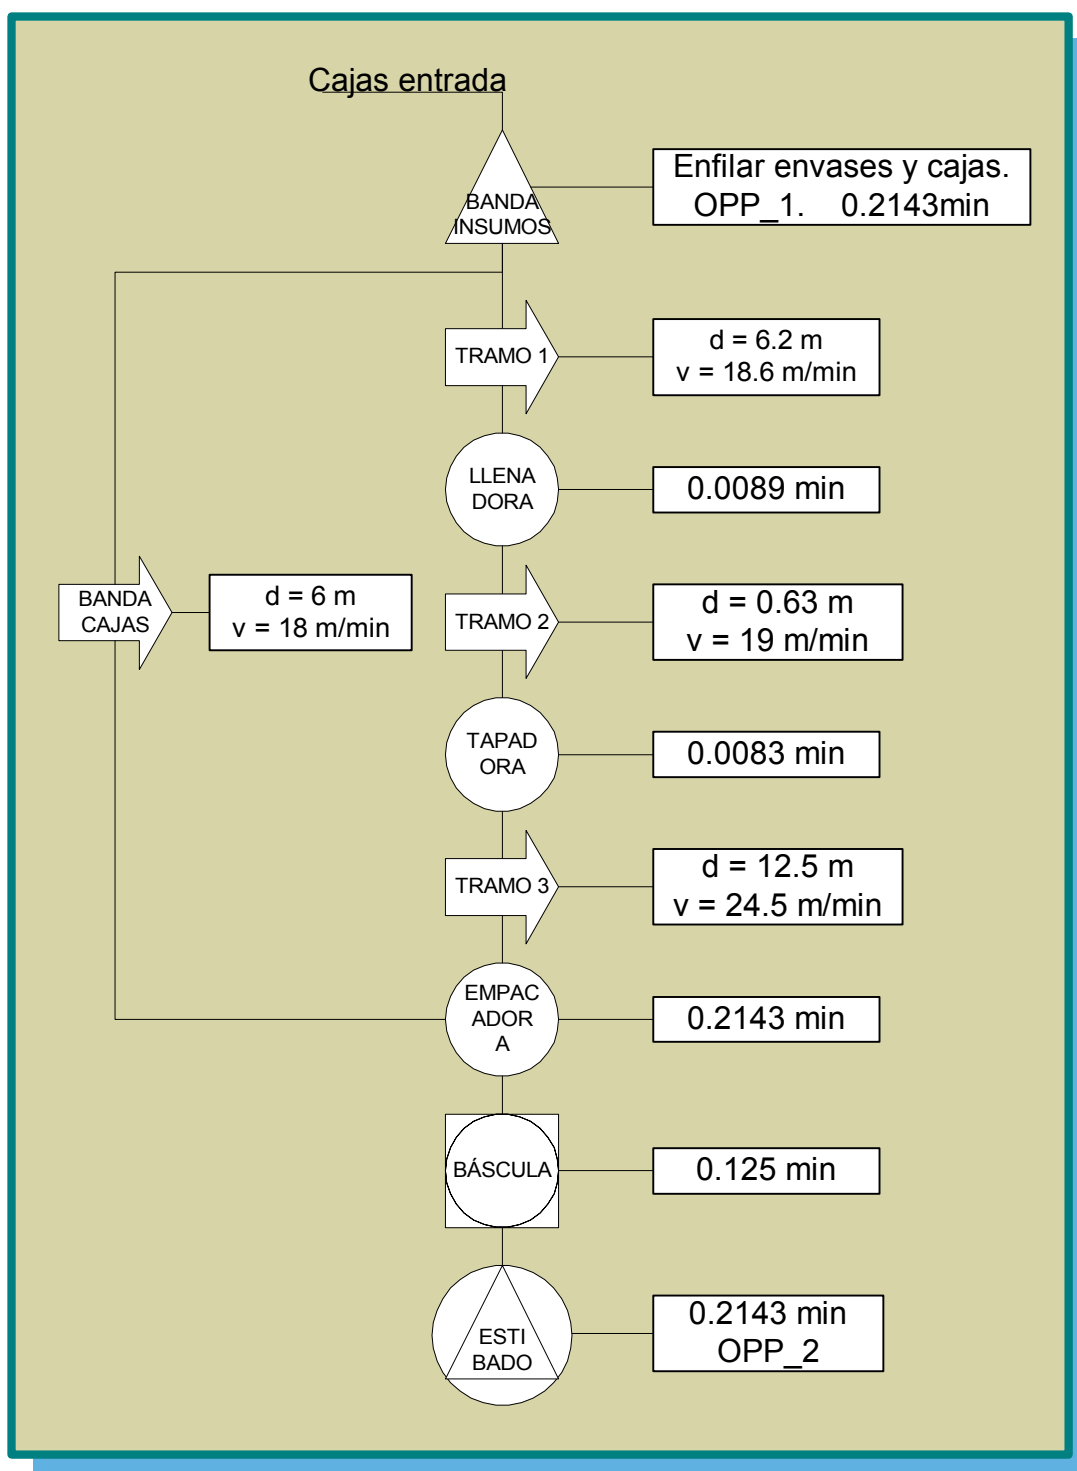 Cajas entrada
BANDA
INSUMOS
Enfilar envases y cajas.
OPP_1. 0.2143min
TRAMO 1
d = 6.2 m
v = 18.6 m/min
LLENA
DORA
0.0089 min
BANDA
CAJAS
d = 6 m
v = 18 m/min
TRAMO 2
d = 0.63 m
v = 19 m/min
TAPAD
ORA
0.0083 min
TRAMO 3
d = 12.5 m
v = 24.5 m/min
EMPAC
ADOR
A
0.2143 min
BÁSCULA
0.125 min
ESTI
BADO
0.2143 min
OPP_2